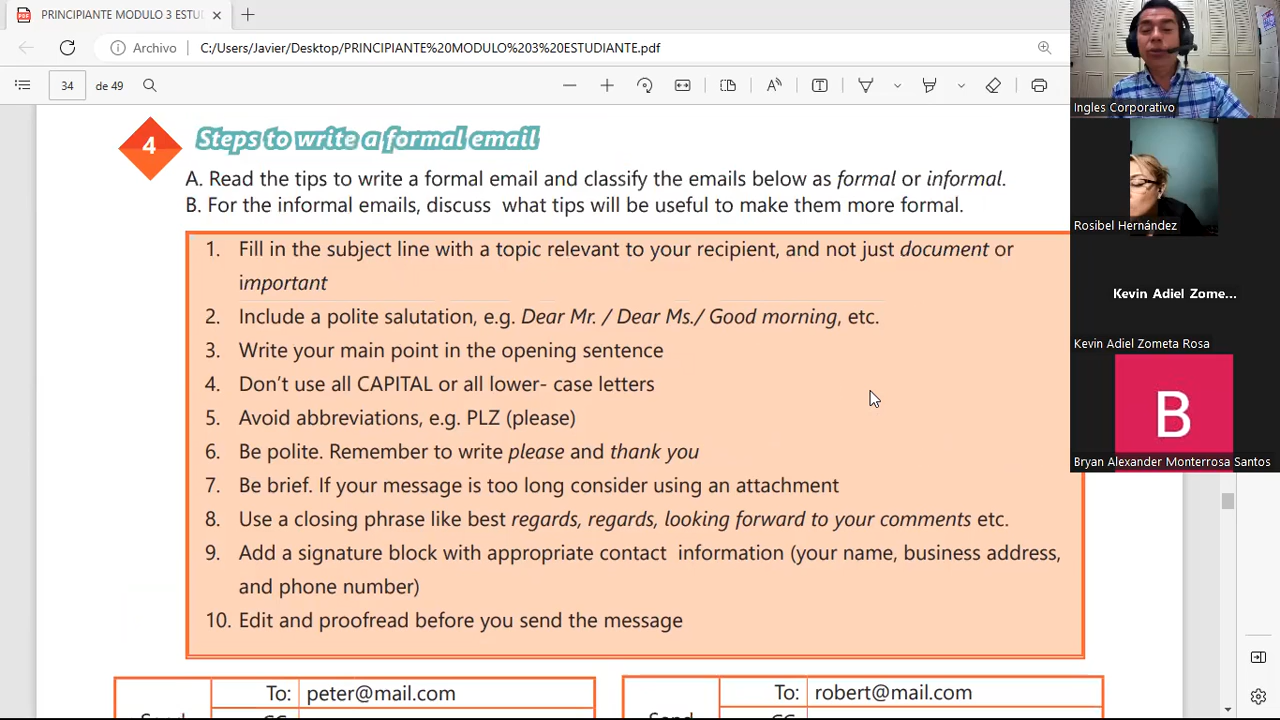 PRINCIPIANTE MODULO 3 ESTU
Archivo
C:/Users/Javier/Desktop/PRINCIPIANTE%20MODULO%203%20ESTUDIANTE.pdf
34
de 49
4
Steps to write a formal email
A. Read the tips to write a formal email and classify the emails below as formal or informal.
B. For the informal emails, discuss what tips will be useful to make them more formal.
1. Fill in the subject line with a topic relevant to your recipient, and not just document or
important
2. Include a polite salutation, e.g. Dear Mr. / Dear Ms./ Good morning, etc.
3. Write your main point in the opening sentence
4. Don't use all CAPITAL or all lower- case letters
5. Avoid abbreviations, e.g. PLZ (please)
6. Be polite. Remember to write please and thank you
7. Be brief. If your message is too long consider using an attachment
8. Use a closing phrase like best regards, regards, looking forward to your comments etc.
9. Add a signature block with appropriate contact information (your name, business address,
and phone number)
10. Edit and proofread before you send the message
To: peter@mail.com
To: robert@mail.com
Ingles Corporativo
Rosibel Hernández
Kevin Adiel Zome...
Kevin Adiel Zometa Rosa
B
Bryan Alexander Monterrosa Santos